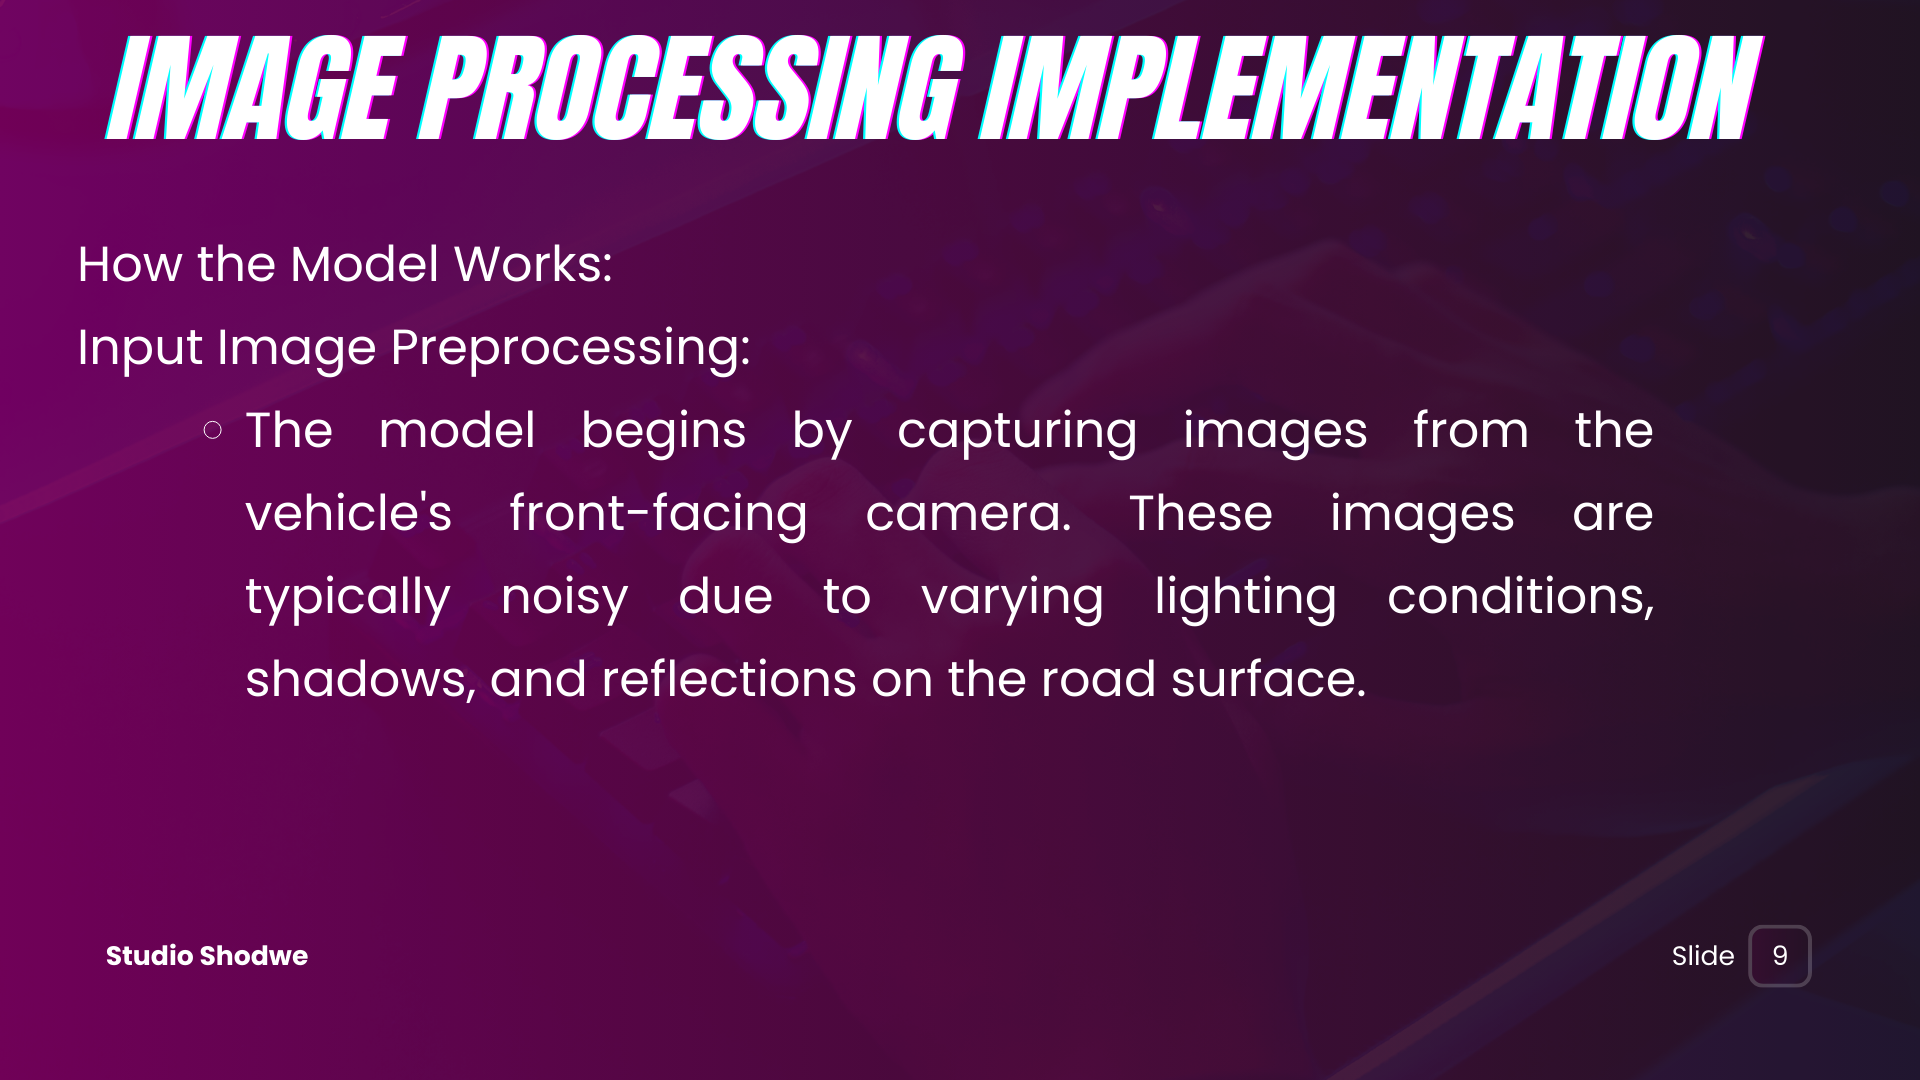 IMAGE PROCESSING IMPLEMENTATION
How the Model Works:
Input Image Preprocessing:
The model begins by capturing images from the
vehicle's front-facing camera. These images are
typically noisy due to varying lighting conditions,
shadows, and reflections on the road surface.
Studio Shodwe
Slide 9